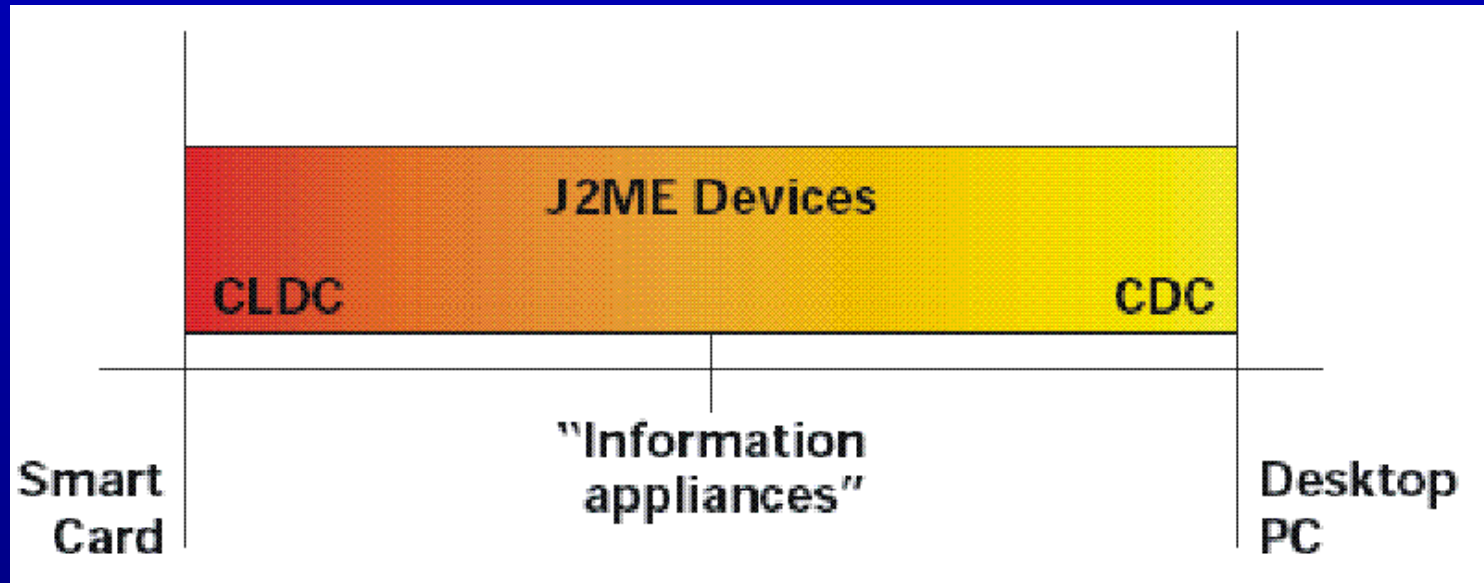 J2ME Devices
CLDC
CDC
“Information
appliances”
Smart
Card
Desktop
PC